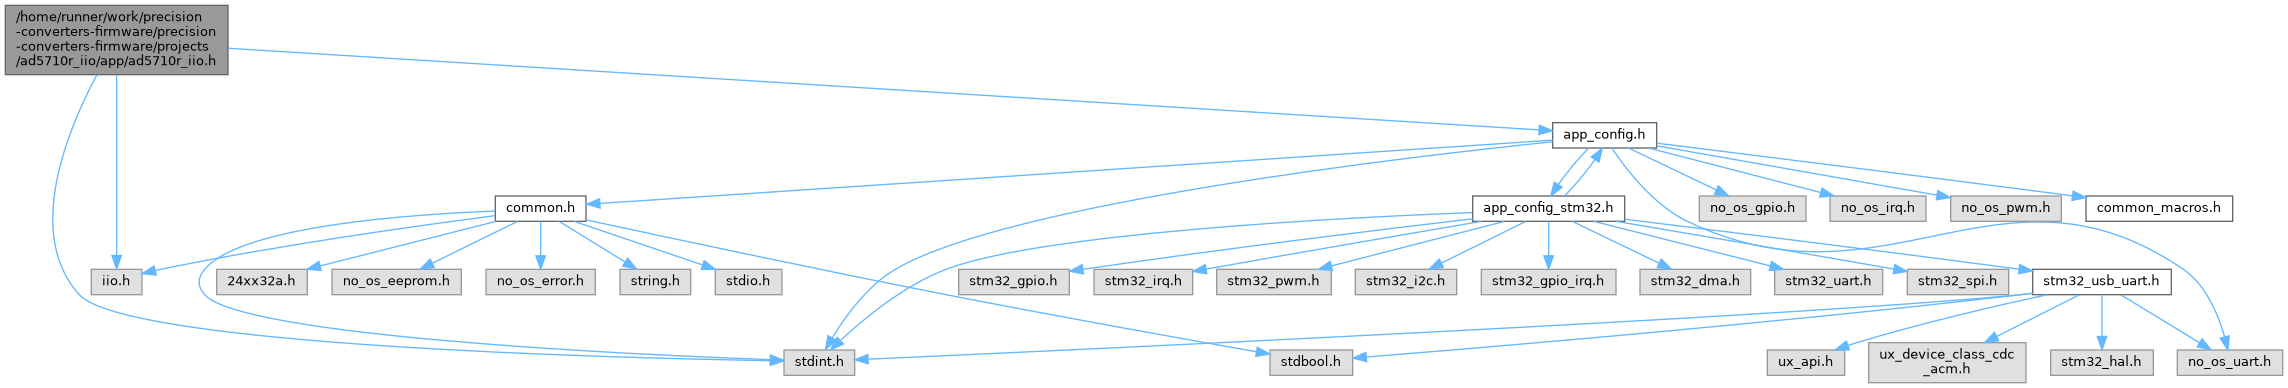 /home/runner/work/precision
-converters-firmware/precision
-converters-firmware/projects
/ad5710r_iio/app/ad5710r_iio.h
app_config.h
common.h
app_config_stm32.h
no_os_gpio.h
no_os_irq.h
no_os_pwm.h
common_macros.h
iio.h
24xx32a.h
no_os_eeprom.h
no_os_error.h
string.h
stdio.h
stm32_gpio.h
stm32_irq.h
stm32_pwm.h
stm32_i2c.h
stm32_gpio_irq.h
stm32_dma.h
stm32_uart.h
stm32_spi.h
stm32_usb_uart.h
stdint.h
stdbool.h
ux_api.h
ux_device_class_cdc
_acm.h
stm32_hal.h
no_os_uart.h